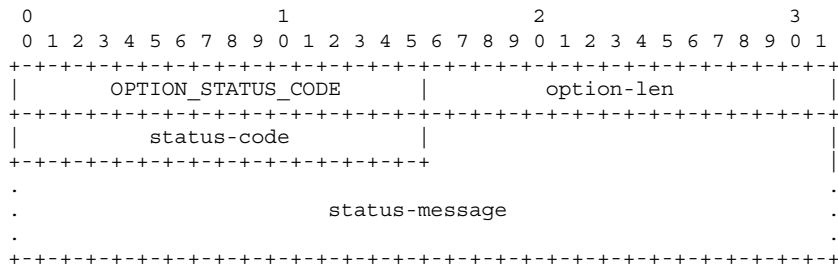 0                   1                   2                   3
 0 1 2 3 4 5 6 7 8 9 0 1 2 3 4 5 6 7 8 9 0 1 2 3 4 5 6 7 8 9 0 1
+-+-+-+-+-+-+-+-+-+-+-+-+-+-+-+-+-+-+-+-+-+-+-+-+-+-+-+-+-+-+-+-+
|       OPTION_STATUS_CODE      |         option-len            |
+-+-+-+-+-+-+-+-+-+-+-+-+-+-+-+-+-+-+-+-+-+-+-+-+-+-+-+-+-+-+-+-+
|          status-code          |                               |
+-+-+-+-+-+-+-+-+-+-+-+-+-+-+-+-+                               |
.                                                               .
.                        status-message                         .
.                                                               .
+-+-+-+-+-+-+-+-+-+-+-+-+-+-+-+-+-+-+-+-+-+-+-+-+-+-+-+-+-+-+-+-+